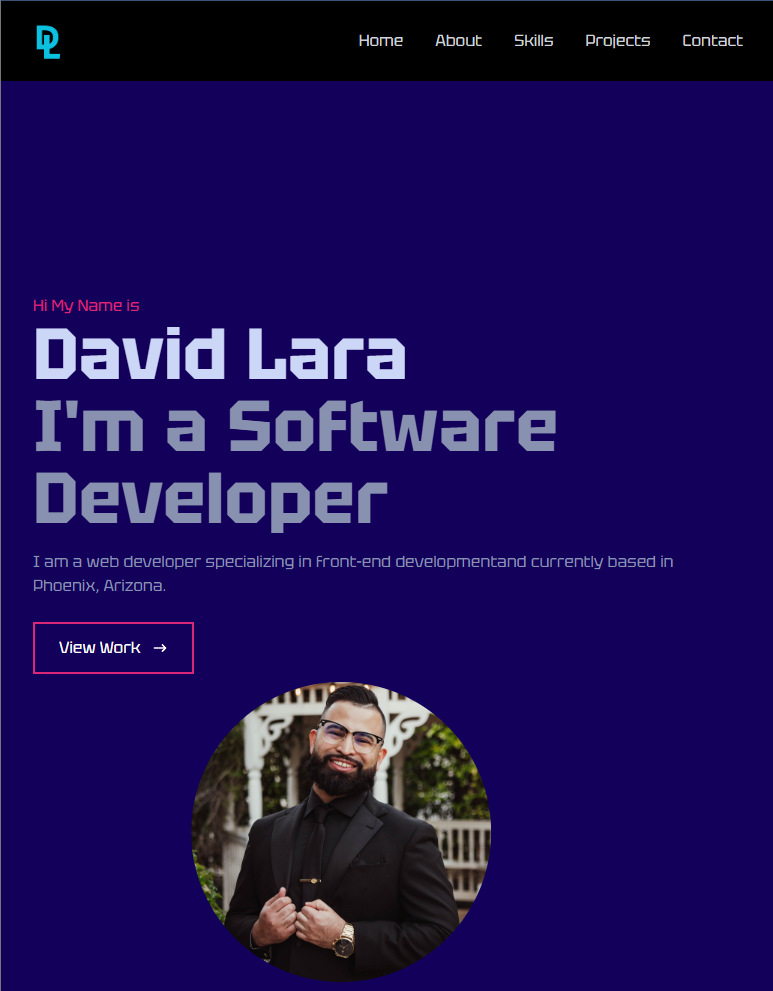 DL
Home About Skills Projects Contact
Hi My Name is
David Lara
I'm a Software
Developer
I am a web developer specializing in front-end developmentand currently based in
Phoenix, Arizona.
View Work →